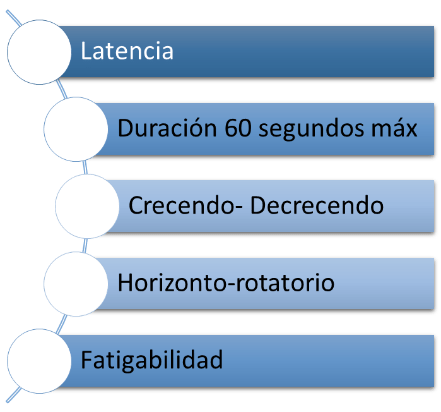 Latencia
Duración 60 segundos máx
Crecendo- Decrecendo
Horizonto-rotatorio
Fatigabilidad